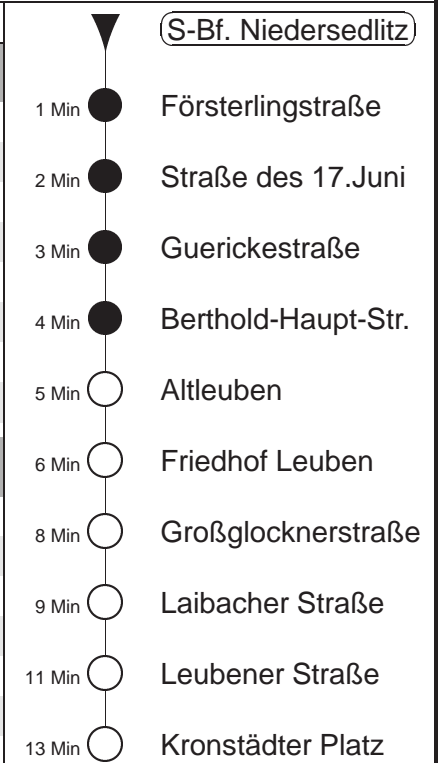 S-Bf. Niedersedlitz
1 Min Försterlingstraße
2 Min Straße des 17.Juni
3 Min Guerickestraße
4 Min Berthold-Haupt-Str.
5 Min Altleuben
6 Min Friedhof Leuben
8 Min Großglocknerstraße
9 Min Laibacher Straße
11 Min Leubener Straße
13 Min Kronstädter Platz